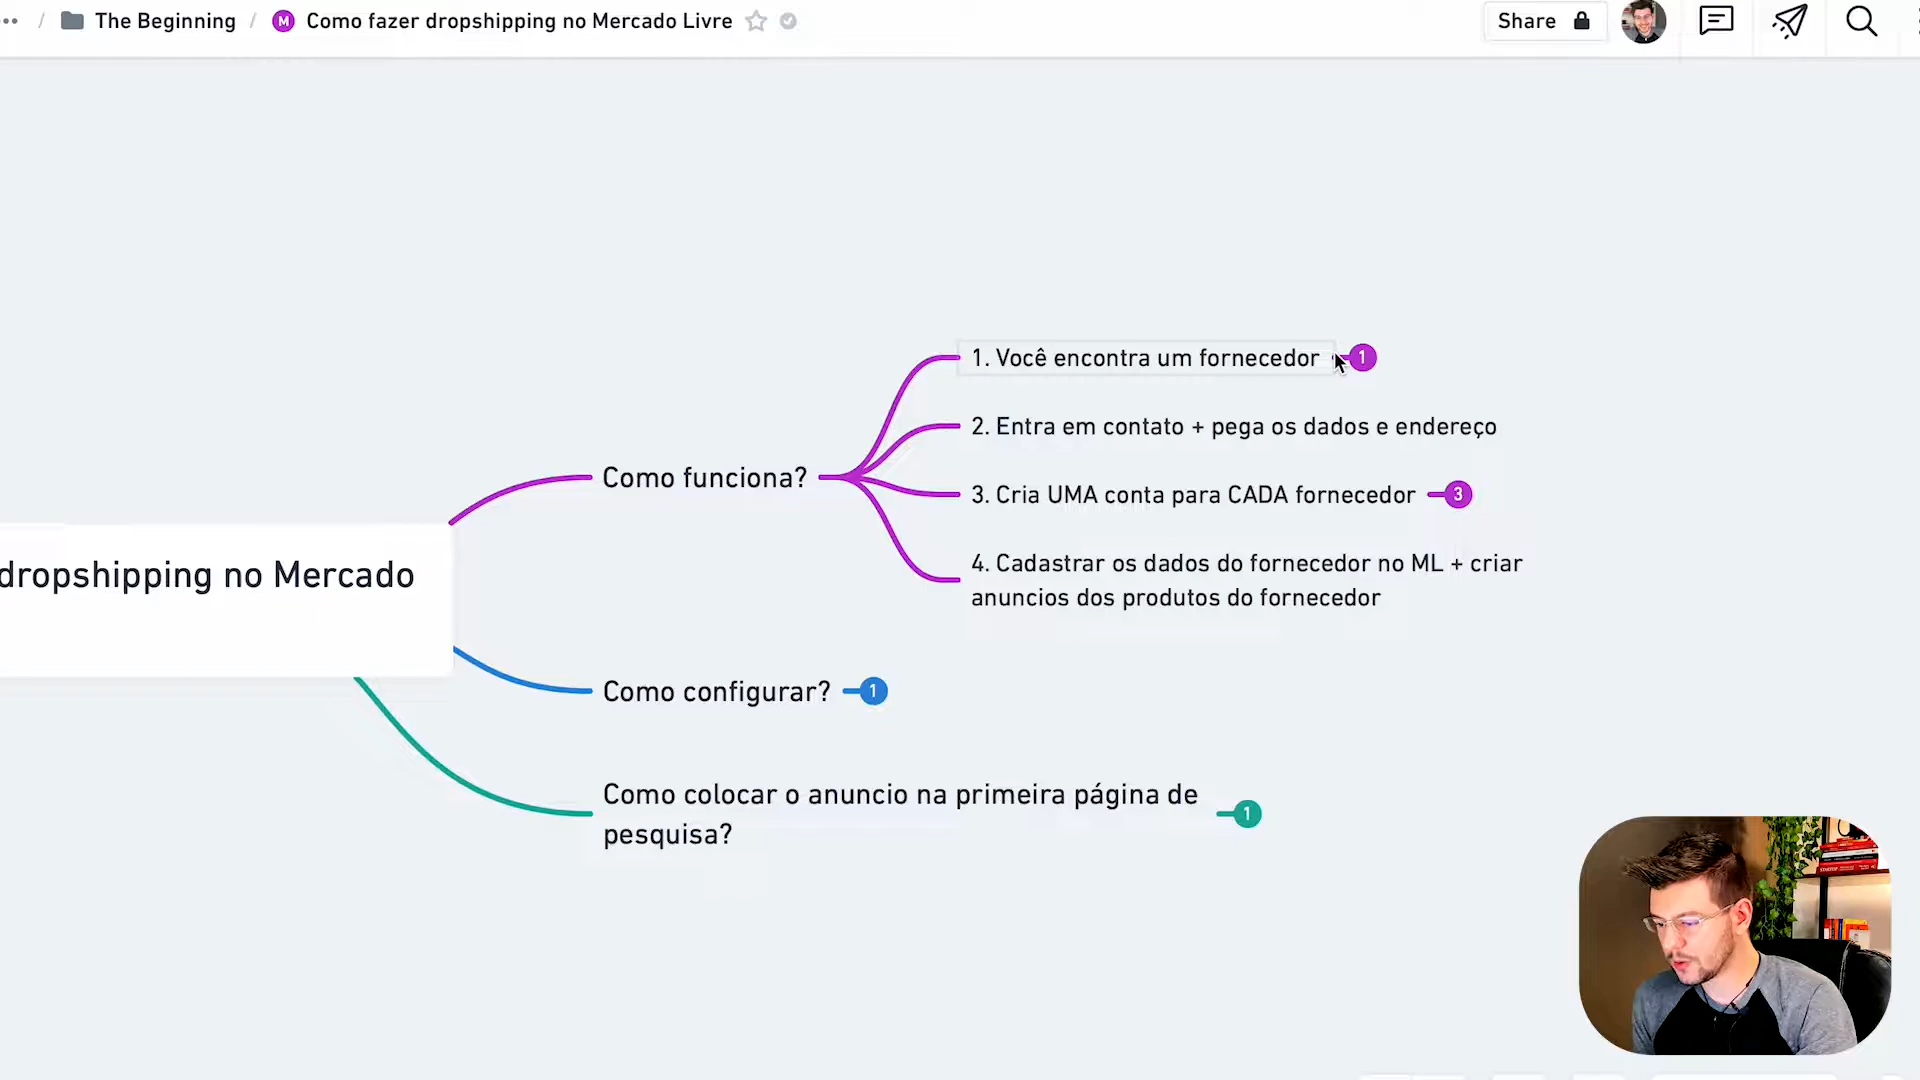 The Beginning / M Como fazer dropshipping no Mercado Livre
Share
1. Você encontra um fornecedor 1
2. Entra em contato + pega os dados e endereço
Como funciona?
3. Cria UMA conta para CADA fornecedor 3
4. Cadastrar os dados do fornecedor no ML + criar
anuncios dos produtos do fornecedor
dropshipping no Mercado
Como configurar? 1
Como colocar o anuncio na primeira página de
pesquisa? 1